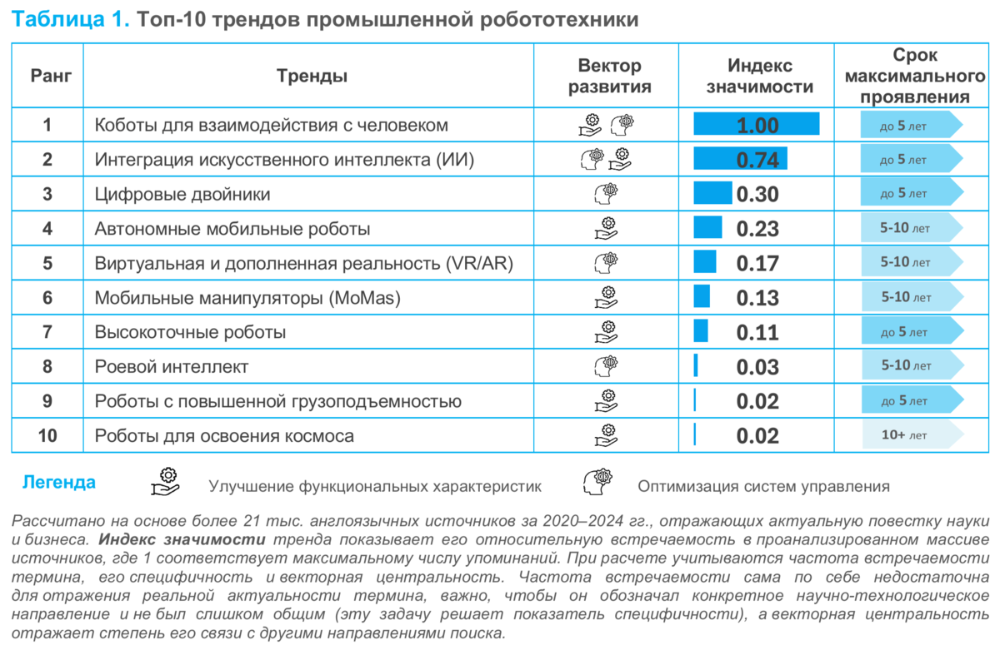 Таблица 1. Топ-10 трендов промышленной робототехники
Ранг Тренды Вектор развития Индекс значимости Срок максимального проявления
1 Коботы для взаимодействия с человеком 1.00 до 5 лет
2 Интеграция искусственного интеллекта (ИИ) 0.74 до 5 лет
3 Цифровые двойники 0.30 до 5 лет
4 Автономные мобильные роботы 0.23 5-10 лет
5 Виртуальная и дополненная реальность (VR/AR) 0.17 5-10 лет
6 Мобильные манипуляторы (MoMas) 0.13 5-10 лет
7 Высокоточные роботы 0.11 до 5 лет
8 Роевой интеллект 0.03 5-10 лет
9 Роботы с повышенной грузоподъемностью 0.02 до 5 лет
10 Роботы для освоения космоса 0.02 10+ лет
Легенда Улучшение функциональных характеристик Оптимизация систем управления
Рассчитано на основе более 21 тыс. англоязычных источников за 2020–2024 гг., отражающих актуальную повестку науки
и бизнеса. Индекс значимости тренда показывает его относительную встречаемость в проанализированном массиве
источников, где 1 соответствует максимальному числу упоминаний. При расчете учитываются частота встречаемости
термина, его специфичность и векторная центральность. Частота встречаемости сама по себе недостаточна
для отражения реальной актуальности термина, важно, чтобы он обозначал конкретное научно-технологическое
направление и не был слишком общим (эту задачу решает показатель специфичности), а векторная центральность
отражает степень его связи с другими направлениями поиска.